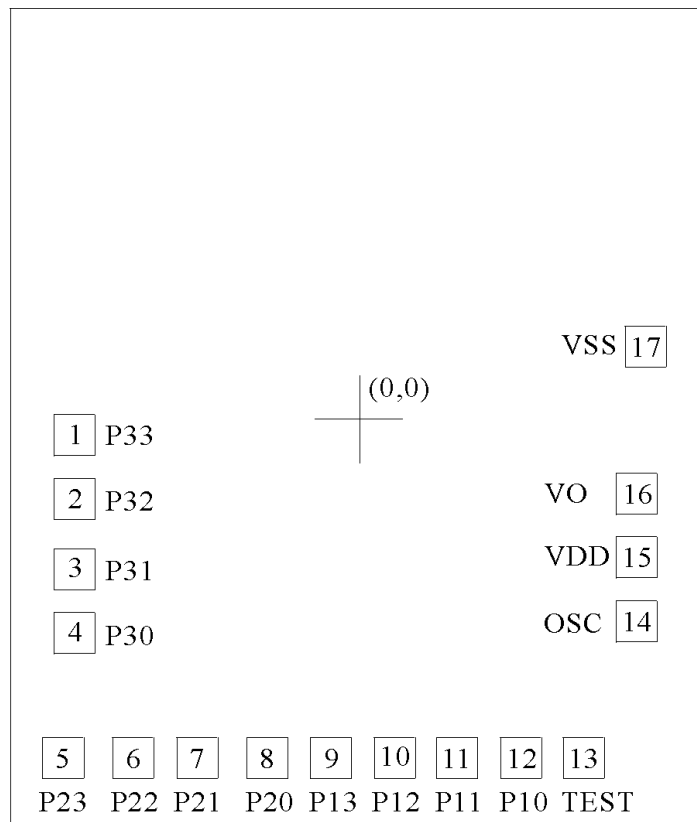 VSS 17
(0,0)
1 P33
2 P32
VO 16
3 P31
VDD 15
4 P30
OSC 14
5 6 7 8 9 10 11 12 13
P23 P22 P21 P20 P13 P12 P11 P10 TEST